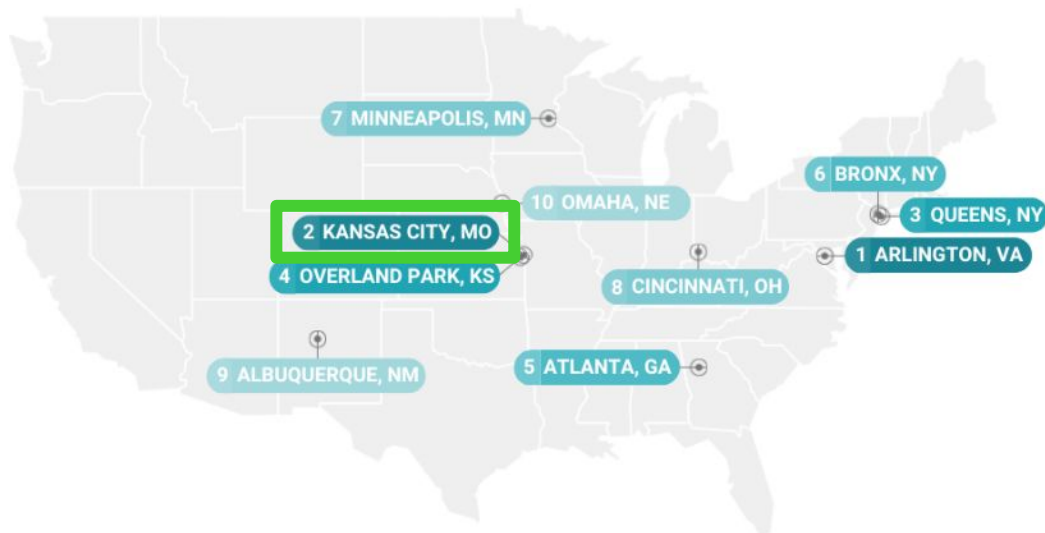 7 MINNEAPOLIS, MN
6 BRONX, NY
10 OMAHA, NE
3 QUEENS, NY
2 KANSAS CITY, MO
1 ARLINGTON, VA
4 OVERLAND PARK, KS
8 CINCINNATI, OH
5 ATLANTA, GA
9 ALBUQUERQUE, NM